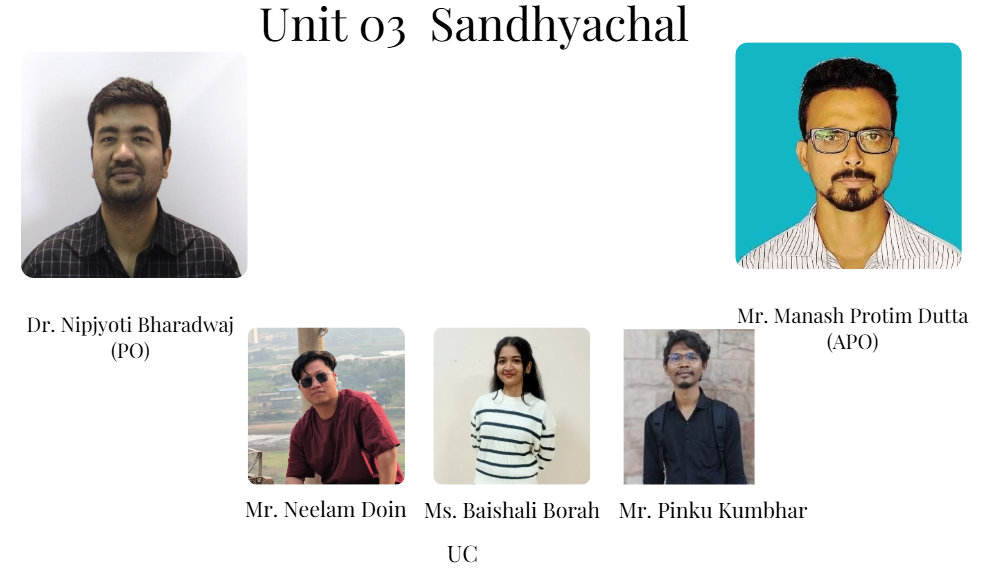 Unit 03 Sandhyachal
Dr. Nipjyoti Bharadwaj
(PO)
Mr. Manash Protim Dutta
(APO)
Mr. Neelam Doin
Ms. Baishali Borah
Mr. Pinku Kumbhar
UC